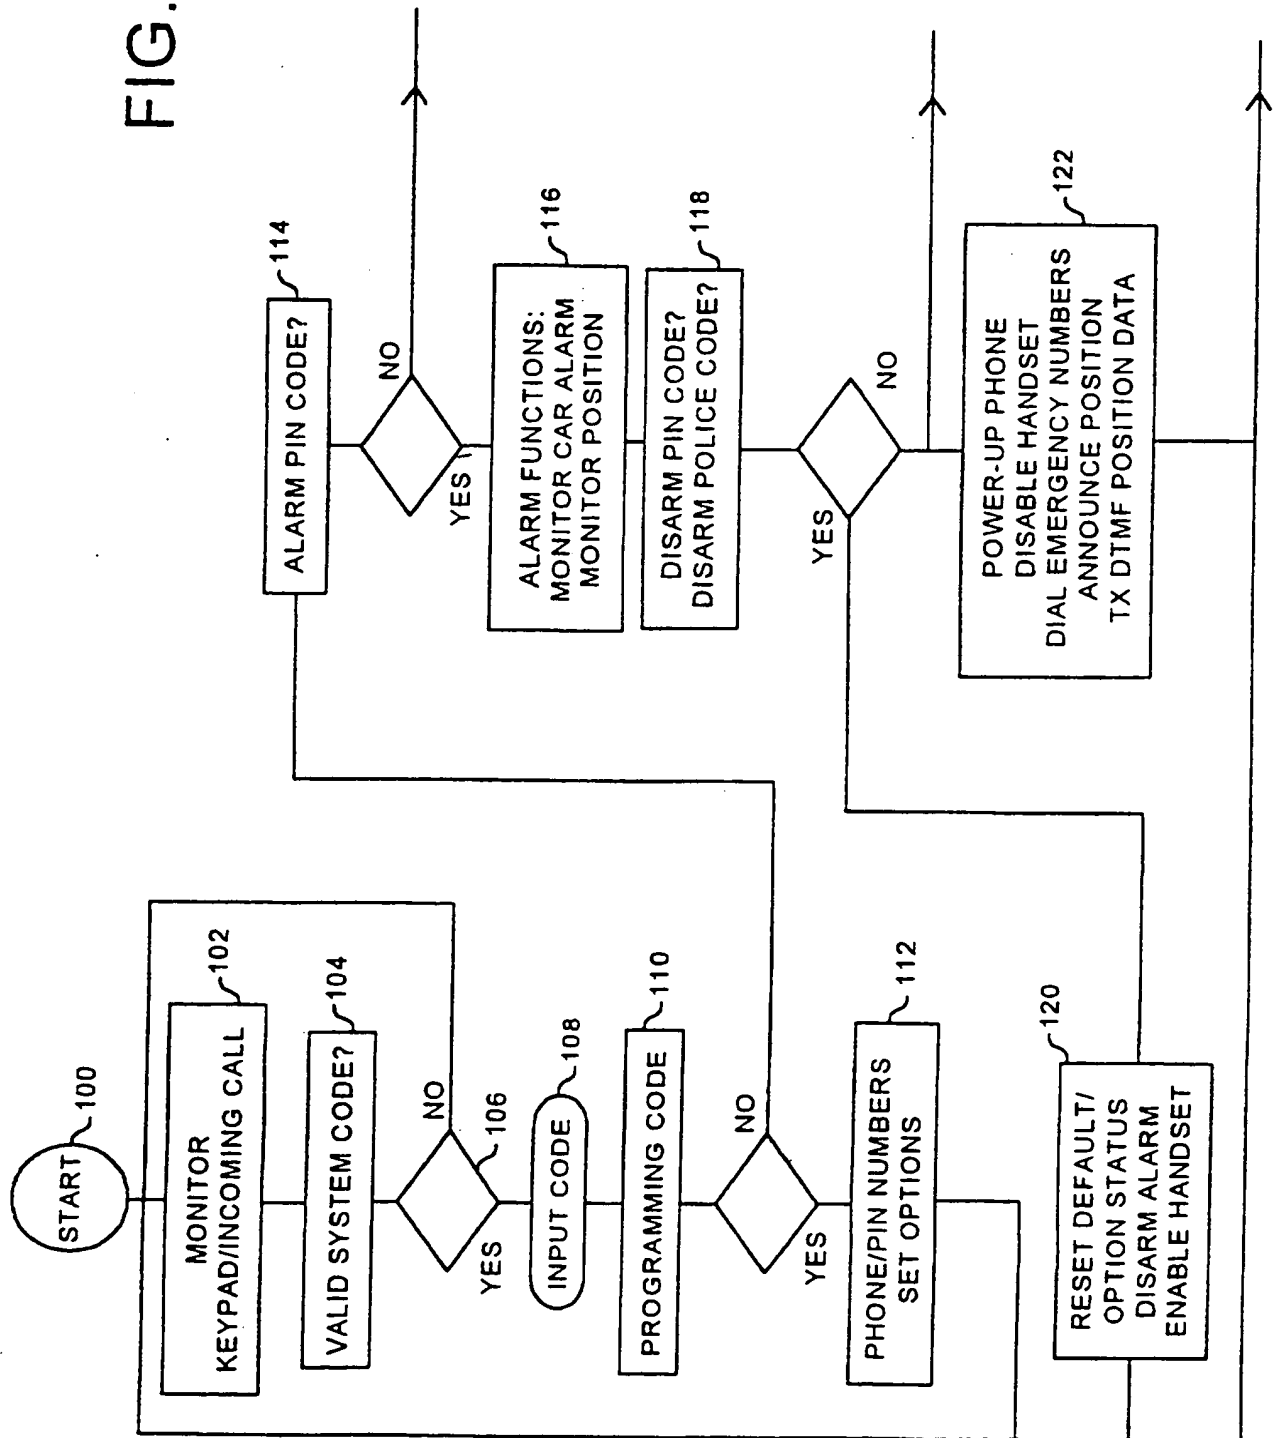 FIG.
START
100
MONITOR
KEYPAD/INCOMING CALL
102
VALID SYSTEM CODE?
104
NO
106
YES
INPUT CODE
108
PROGRAMMING CODE
110
NO
YES
PHONE/PIN NUMBERS
SET OPTIONS
112
ALARM PIN CODE?
114
NO
YES
ALARM FUNCTIONS:
MONITOR CAR ALARM
MONITOR POSITION
116
DISARM PIN CODE?
DISARM POLICE CODE?
118
YES
NO
RESET DEFAULT/
OPTION STATUS
DISARM ALARM
ENABLE HANDSET
120
POWER-UP PHONE
DISABLE HANDSET
DIAL EMERGENCY NUMBERS
ANNOUNCE POSITION
TX DTMF POSITION DATA
122